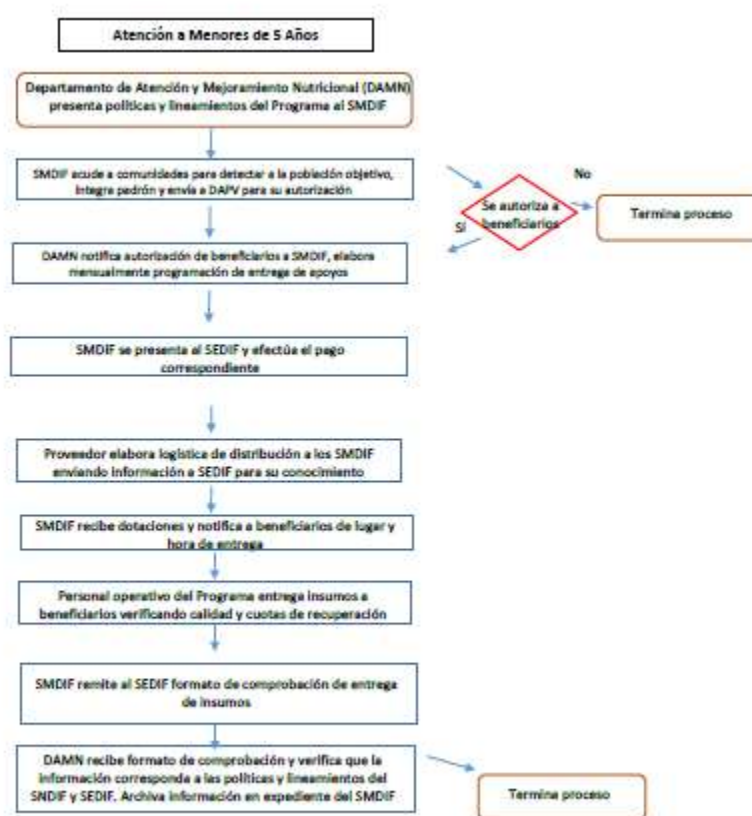 Atención a Menores de 5 Años
Departamento de Atención y Mejoramiento Nutricional (DAMN)
presenta políticas y lineamientos del Programa al SMDIF
SMDIF acude a comunidades para detectar a la población objetivo,
integra padrón y envía a DAPV para su autorización
No
Se autoriza a
beneficiarios
Termina proceso
Sí
DAMN notifica autorización de beneficiarios a SMDIF, elabora
mensualmente programación de entrega de apoyos
SMDIF se presenta al SEDIF y efectúa el pago
correspondiente
Proveedor elabora logística de distribución a los SMDIF
enviando información a SEDIF para su conocimiento
SMDIF recibe dotaciones y notifica a beneficiarios de lugar y
hora de entrega
Personal operativo del Programa entrega insumos a
beneficiarios verificando calidad y cuotas de recuperación
SMDIF remite al SEDIF formato de comprobación de entrega
de insumos
DAMN recibe formato de comprobación y verifica que la
información corresponda a las políticas y lineamientos del
SNDIF y SEDIF. Archiva información en expediente del SMDIF
Termina proceso